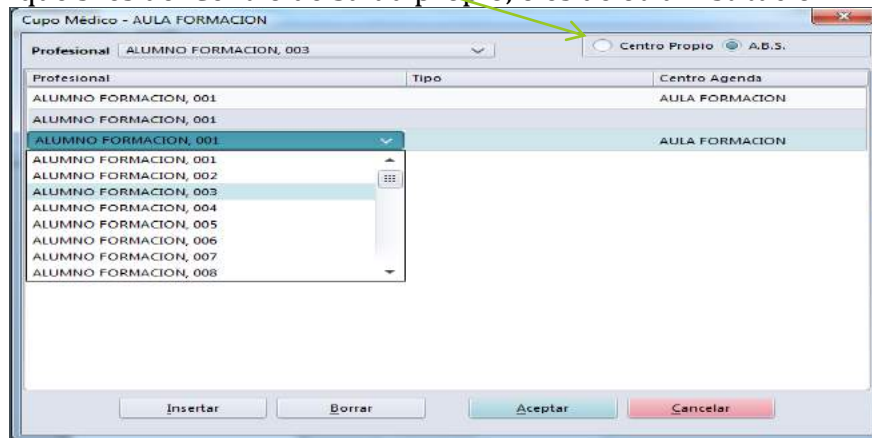 Cupo Médico - AULA FORMACION
Profesional ALUMNO FORMACION, 003 Centro Propio A.B.S.
Profesional Tipo Centro Agenda
ALUMNO FORMACION, 001 AULA FORMACION
ALUMNO FORMACION, 001
ALUMNO FORMACION, 001 AULA FORMACION
ALUMNO FORMACION, 001
ALUMNO FORMACION, 002
ALUMNO FORMACION, 003
ALUMNO FORMACION, 004
ALUMNO FORMACION, 005
ALUMNO FORMACION, 006
ALUMNO FORMACION, 007
ALUMNO FORMACION, 008
Insertar Borrar Aceptar Cancelar